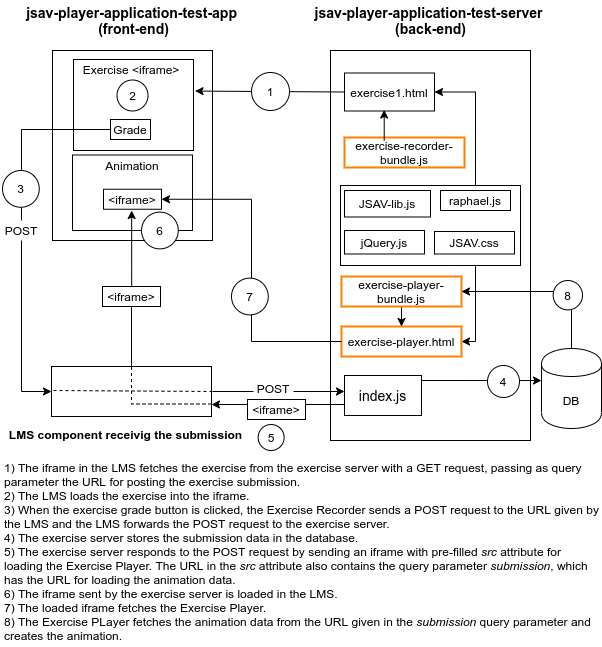 jsav-player-application-test-app
(front-end)
jsav-player-application-test-server
(back-end)
Exercise <iframe>
2
Grade
1
exercise1.html
exercise-recorder-
bundle.js
3
POST
Animation
<iframe>
6
JSAV-lib.js
raphael.js
jQuery.js
JSAV.css
<iframe>
7
exercise-player-
bundle.js
8
exercise-player.html
POST
<iframe>
index.js
4
DB
LMS component receivig the submission
5
1) The iframe in the LMS fetches the exercise from the exercise server with a GET request, passing as query
parameter the URL for posting the exercise submission.
2) The LMS loads the exercise into the iframe.
3) When the exercise grade button is clicked, the Exercise Recorder sends a POST request to the URL given by
the LMS and the LMS forwards the POST request to the exercise server.
4) The exercise server stores the submission data in the database.
5) The exercise server responds to the POST request by sending an iframe with pre-filled src attribute for
loading the Exercise Player. The URL in the src attribute also contains the query parameter submission, which
has the URL for loading the animation data.
6) The iframe sent by the exercise server is loaded in the LMS.
7) The loaded iframe fetches the Exercise Player.
8) The Exercise PLayer fetches the animation data from the URL given in the submission query parameter and
creates the animation.